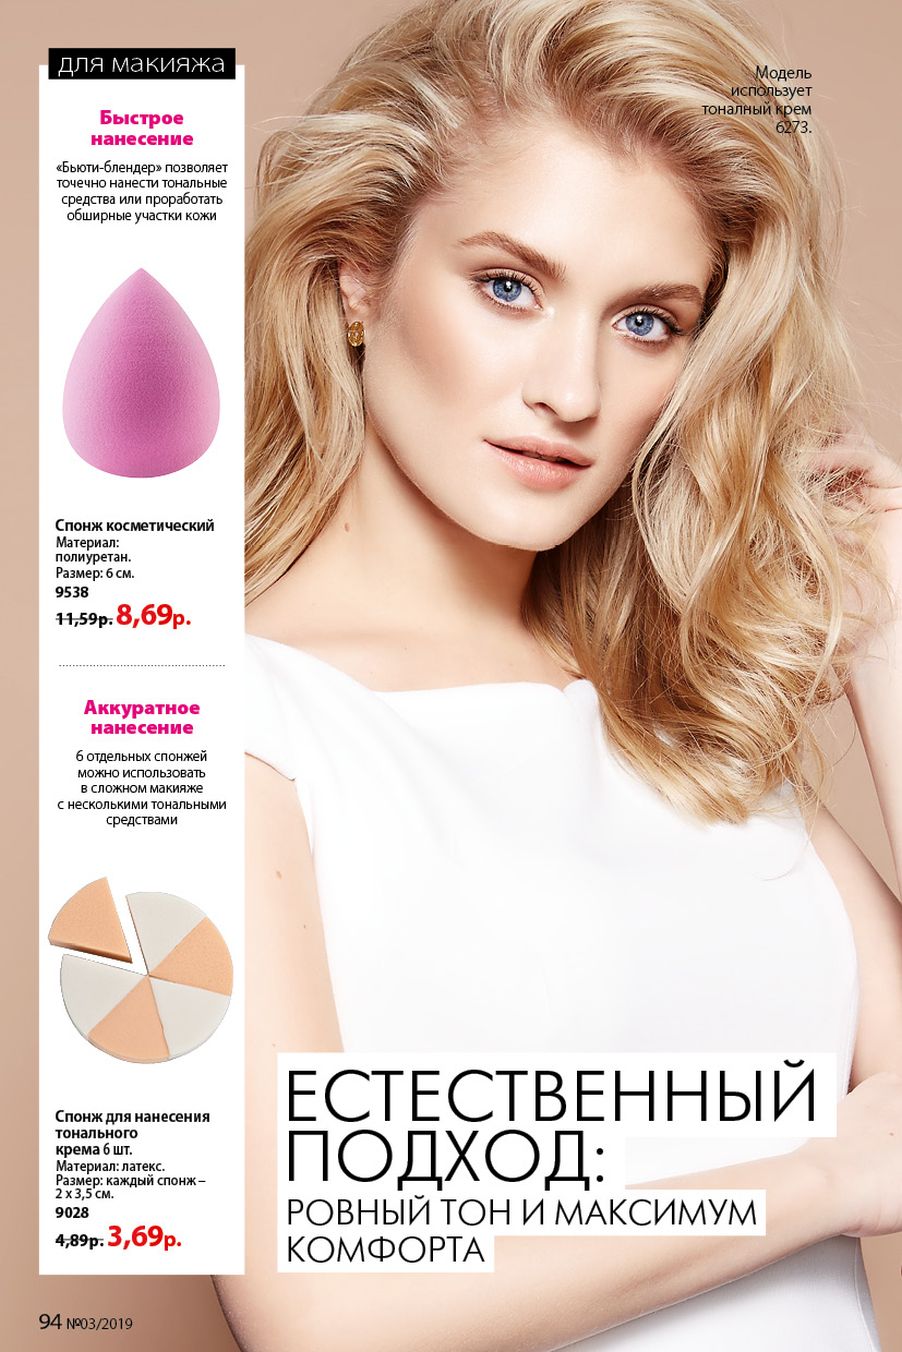 для макияжа
Быстрое
нанесение
«Бьюти-блендер» позволяет
точечно нанести тональные
средства или проработать
обширные участки кожи
Спонж косметический
Материал:
полиуретан.
Размер: 6 см.
9538
11,59р. 8,69р.
Аккуратное
нанесение
6 отдельных спонжей
можно использовать
в сложном макияже
с несколькими тональными
средствами
Спонж для нанесения
тонального
крема 6 шт.
Материал: латекс.
Размер: каждый спонж –
2 х 3,5 см.
9028
4,89р. 3,69р.
94 №03/2019
Модель
использует
тоналный крем
6273.
ЕСТЕСТВЕННЫЙ
ПОДХОД:
РОВНЫЙ ТОН И МАКСИМУМ
КОМФОРТА